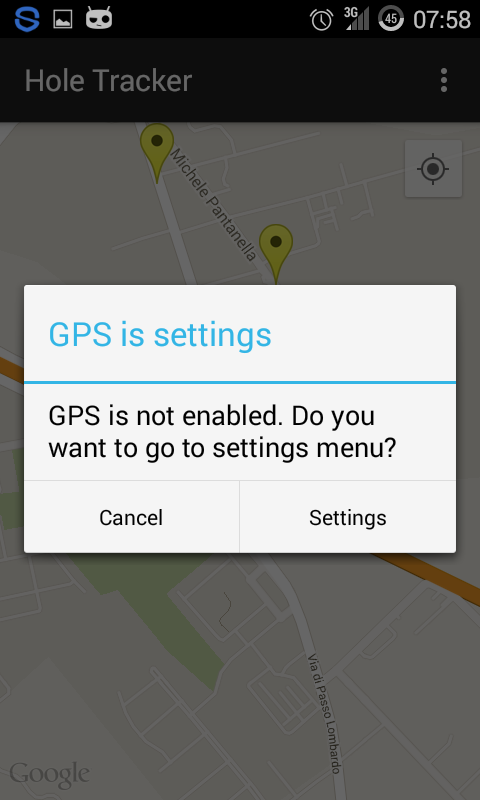 3G 45 07:58
Hole Tracker
Michele Pantanella
GPS is settings
GPS is not enabled. Do you
want to go to settings menu?
Cancel Settings
Via di Passo Lombardo
Google